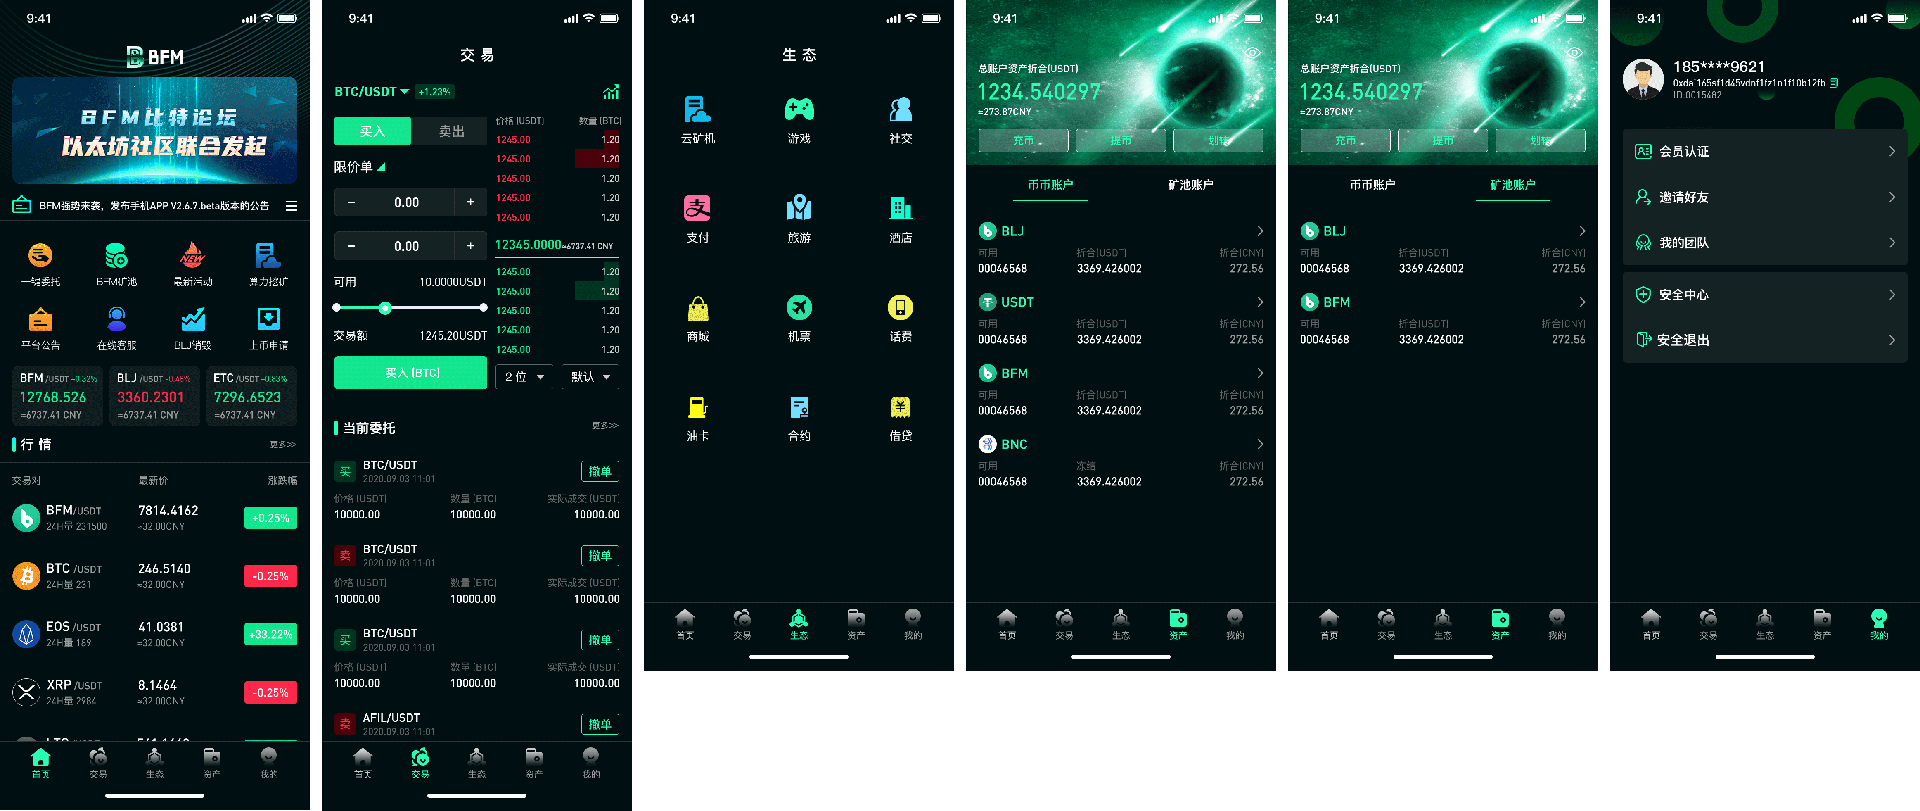 9:41
BFM
BFM比特论坛
以太坊社区联合发起
BFM强势来袭，发布手机APP V2.6.7.beta版本的公告
一键委托 BFM矿池 最新活动 算力挖矿
平台公告 在线客服 BLJ销毁 上币申请
BFM /USDT +0.32% BLJ /USDT -0.48% ETC /USDT +0.83%
12768.526 3360.2301 7296.6523
≈6737.41 CNY ≈6737.41 CNY ≈6737.41 CNY
行 情 更多>>
交易对 最新价 涨跌幅
BFM/USDT 7814.4162 +0.25%
24H量 231500 ≈32.00CNY
BTC /USDT 246.5140 -0.25%
24H量 231 ≈32.00CNY
EOS /USDT 41.0381 +33.22%
24H量 189 ≈32.00CNY
XRP /USDT 8.1464 -0.25%
24H量 2984 ≈32.00CNY
首页 交易 生态 资产 我的
9:41
交 易
BTC/USDT +1.23%
买入 卖出
限价单
− 0.00 +
− 0.00 +
可用 10.0000USDT
交易额 1245.20USDT
买入 (BTC)
价格 (USDT) 数量 (BTC)
1245.00 1.20
1245.00 1.20
1245.00 1.20
1245.00 1.20
1245.00 1.20
12345.0000≈6737.41 CNY
1245.00 1.20
1245.00 1.20
1245.00 1.20
1245.00 1.20
1245.00 1.20
2 位 默认
当前委托 更多>>
买 BTC/USDT 撤单
2020.09.03 11:01
价格 (USDT) 数量 (BTC) 实际成交 (USDT)
10000.00 10000.00 10000.00
卖 BTC/USDT 撤单
2020.09.03 11:01
价格 (USDT) 数量 (BTC) 实际成交 (USDT)
10000.00 10000.00 10000.00
买 BTC/USDT 撤单
2020.09.03 11:01
价格 (USDT) 数量 (BTC) 实际成交 (USDT)
10000.00 10000.00 10000.00
卖 AFIL/USDT 撤单
2020.09.03 11:01
首页 交易 生态 资产 我的
9:41
生 态
云矿机 游戏 社交
支付 旅游 酒店
商城 机票 话费
油卡 合约 借贷
首页 交易 生态 资产 我的
9:41
总账户资产折合(USDT)
1234.540297
≈273.87CNY
充币 提币 划转
币币账户 矿池账户
BLJ
可用 折合(USDT) 折合(CNY)
00046568 3369.426002 272.56
USDT
可用 折合(USDT) 折合(CNY)
00046568 3369.426002 272.56
BFM
可用 折合(USDT) 折合(CNY)
00046568 3369.426002 272.56
BNC
可用 冻结 折合(CNY)
00046568 3369.426002 272.56
首页 交易 生态 资产 我的
9:41
总账户资产折合(USDT)
1234.540297
≈273.87CNY
充币 提币 划转
币币账户 矿池账户
BLJ
可用 折合(USDT) 折合(CNY)
00046568 3369.426002 272.56
BFM
可用 折合(USDT) 折合(CNY)
00046568 3369.426002 272.56
首页 交易 生态 资产 我的
9:41
185****9621
ID:0015482
会员认证
邀请好友
我的团队
安全中心
安全退出
首页 交易 生态 资产 我的